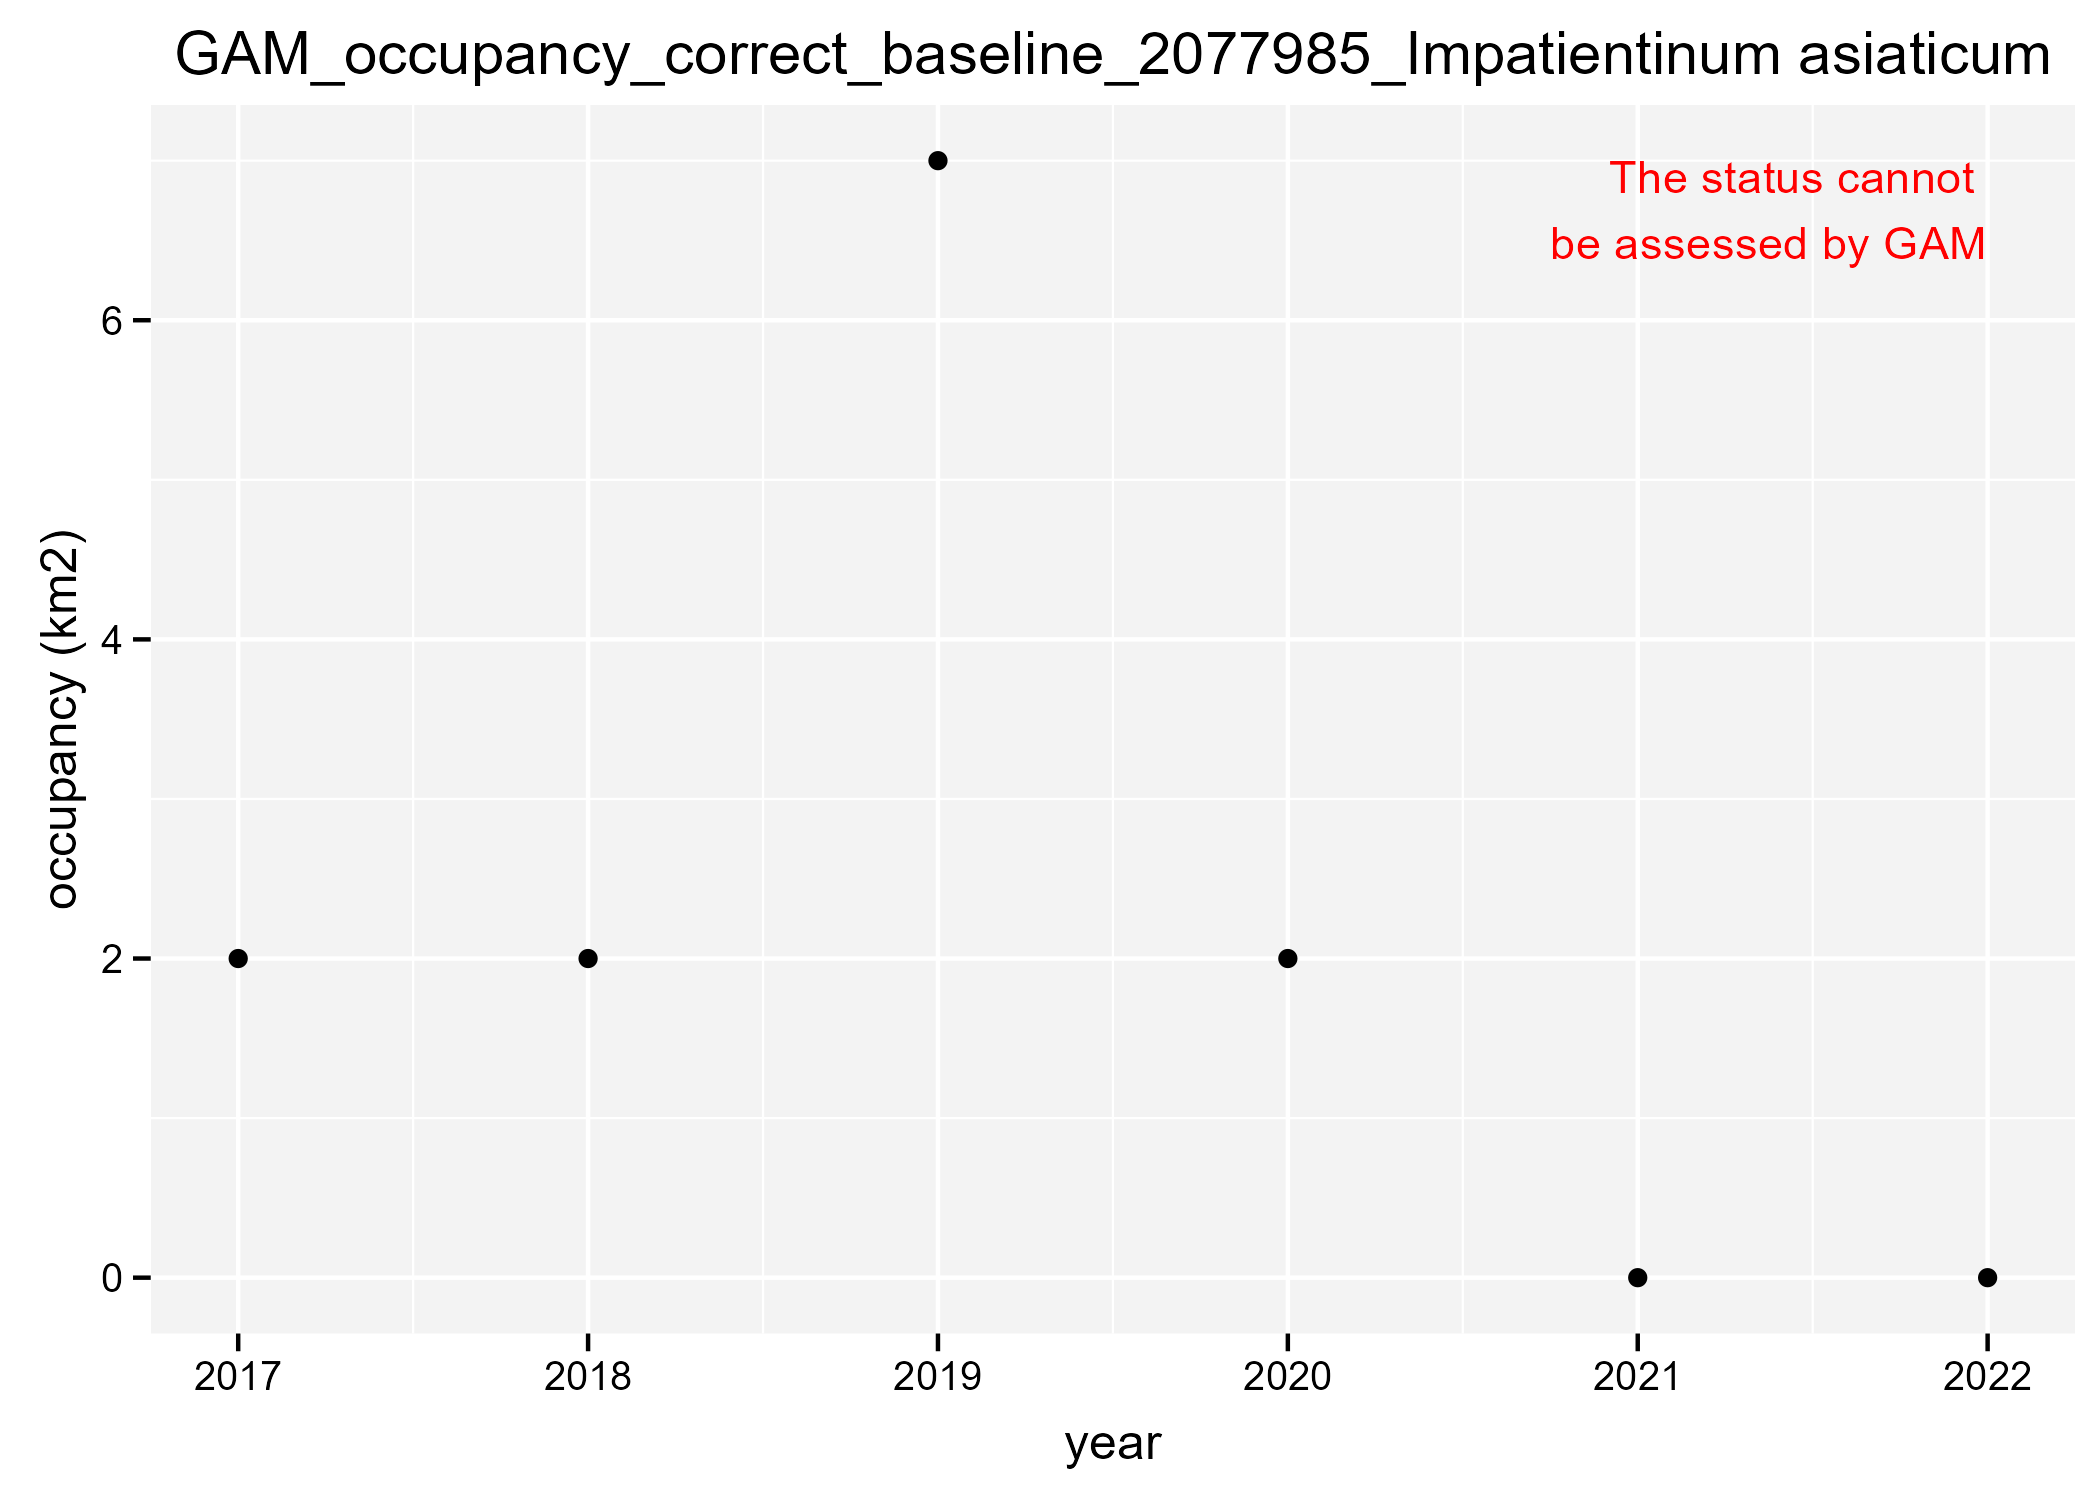 GAM_occupancy_correct_baseline_2077985_Impatientinum asiaticum
The status cannot
be assessed by GAM
occupancy (km2)
6
4
2
0
2017 2018 2019 2020 2021 2022
year